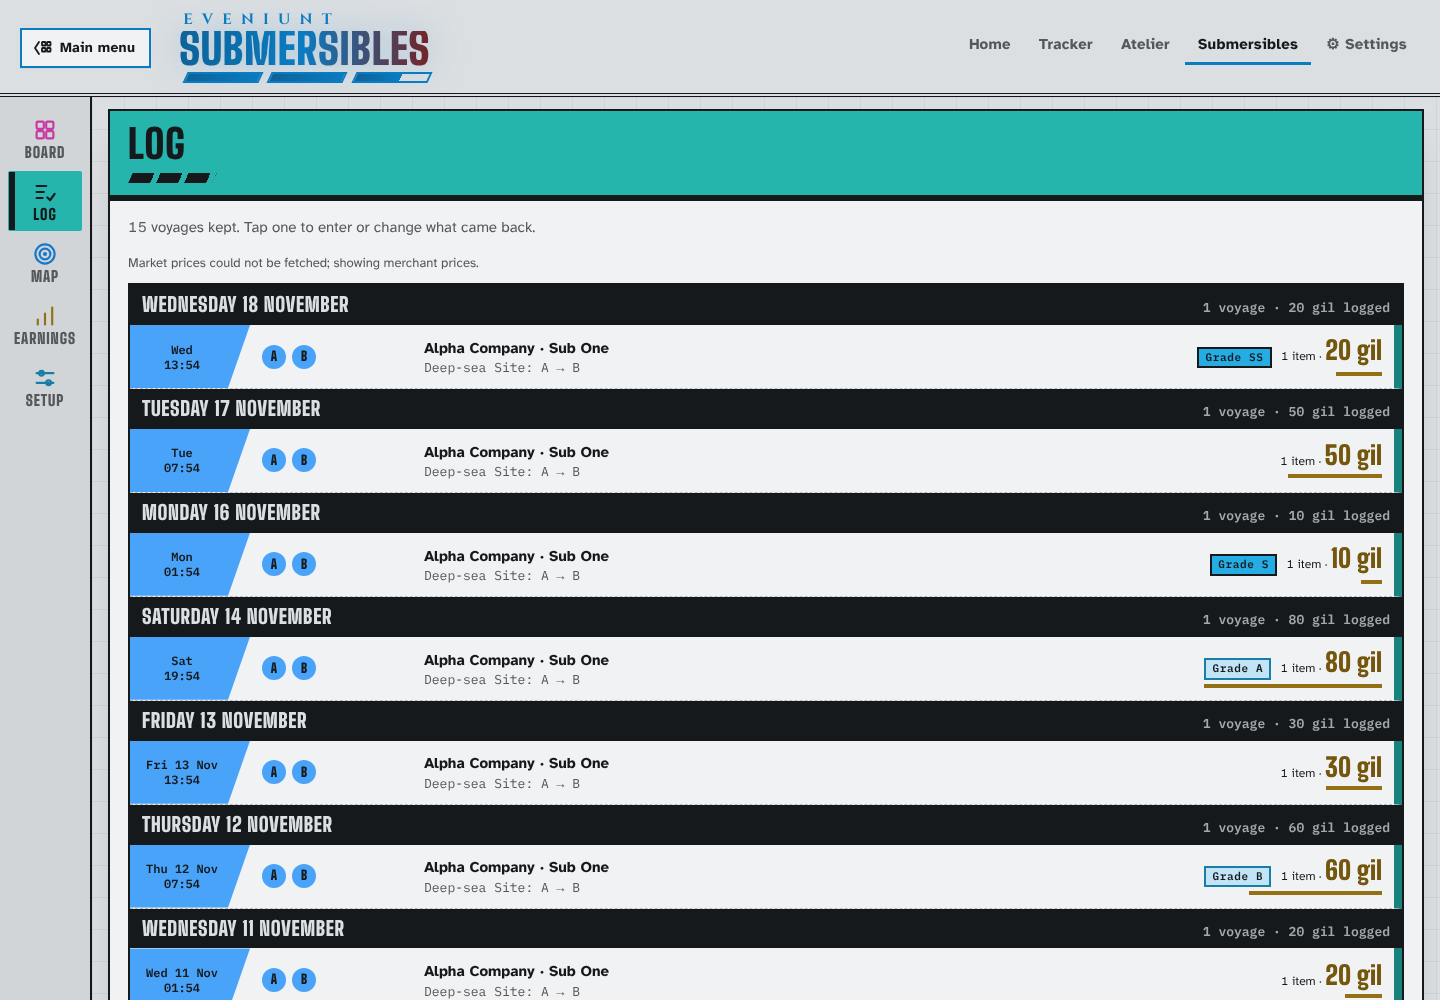 Main menu
EVENIUNT
SUBMERSIBLES
Home
Tracker
Atelier
Submersibles
Settings
BOARD
LOG
MAP
EARNINGS
SETUP
LOG
15 voyages kept. Tap one to enter or change what came back.
Market prices could not be fetched; showing merchant prices.
WEDNESDAY 18 NOVEMBER
1 voyage · 20 gil logged
Wed
13:54
A B
Alpha Company · Sub One
Deep-sea Site: A → B
Grade SS
1 item · 20 gil
TUESDAY 17 NOVEMBER
1 voyage · 50 gil logged
Tue
07:54
A B
Alpha Company · Sub One
Deep-sea Site: A → B
1 item · 50 gil
MONDAY 16 NOVEMBER
1 voyage · 10 gil logged
Mon
01:54
A B
Alpha Company · Sub One
Deep-sea Site: A → B
Grade S
1 item · 10 gil
SATURDAY 14 NOVEMBER
1 voyage · 80 gil logged
Sat
19:54
A B
Alpha Company · Sub One
Deep-sea Site: A → B
Grade A
1 item · 80 gil
FRIDAY 13 NOVEMBER
1 voyage · 30 gil logged
Fri 13 Nov
13:54
A B
Alpha Company · Sub One
Deep-sea Site: A → B
1 item · 30 gil
THURSDAY 12 NOVEMBER
1 voyage · 60 gil logged
Thu 12 Nov
07:54
A B
Alpha Company · Sub One
Deep-sea Site: A → B
Grade B
1 item · 60 gil
WEDNESDAY 11 NOVEMBER
1 voyage · 20 gil logged
Wed 11 Nov
01:54
A B
Alpha Company · Sub One
Deep-sea Site: A → B
1 item · 20 gil